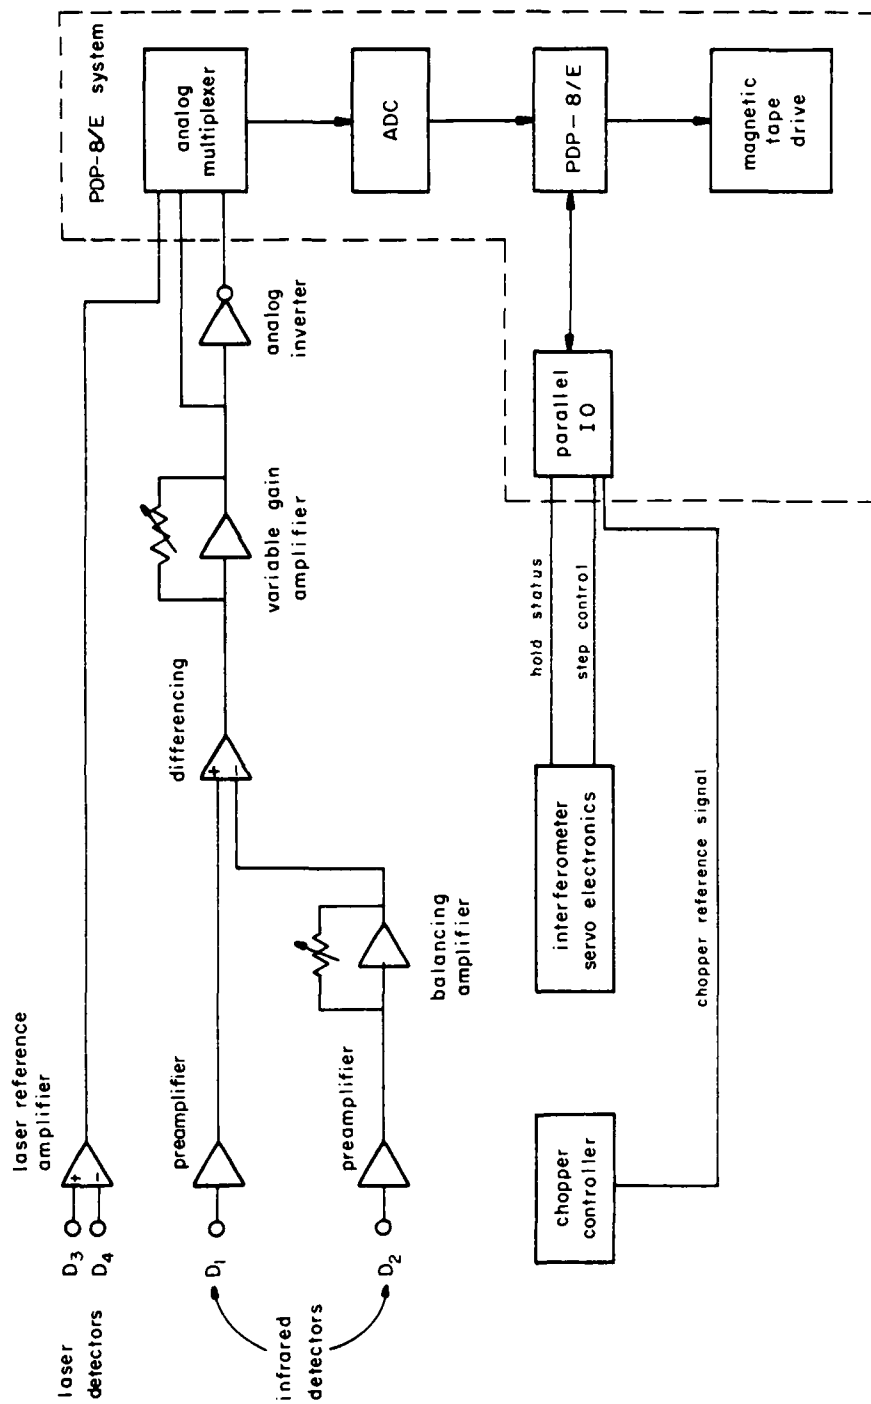 laser
detectors
D3
D4
laser reference
amplifier
+
−
infrared
detectors
D1
preamplifier
D2
preamplifier
balancing
amplifier
differencing
+
−
variable gain
amplifier
analog
inverter
PDP-8/E system
analog
multiplexer
ADC
PDP-8/E
magnetic
tape
drive
parallel
IO
hold status
step control
interferometer
servo electronics
chopper
controller
chopper reference signal